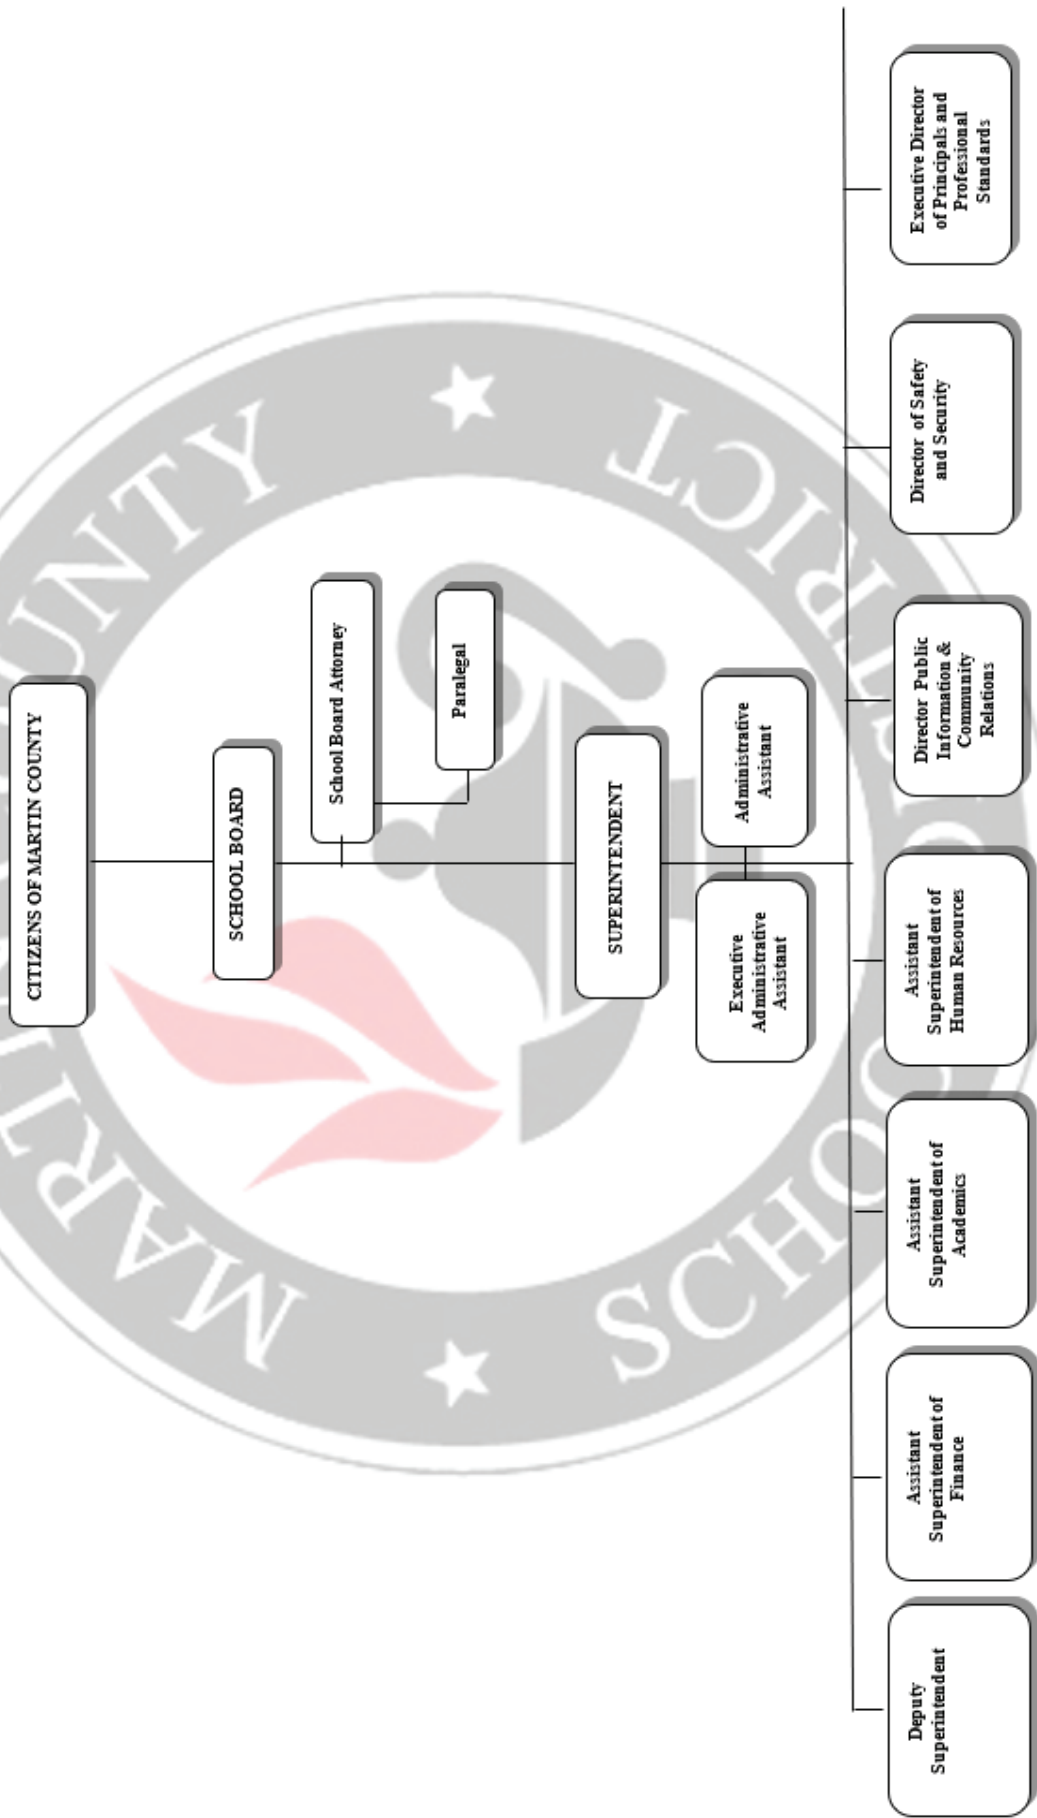 CITIZENS OF MARTIN COUNTY
SCHOOL BOARD
School Board Attorney
Paralegal
SUPERINTENDENT
Executive
Administrative
Assistant
Administrative
Assistant
Deputy
Superintendent
Assistant
Superintendent of
Finance
Assistant
Superintendent of
Academics
Assistant
Superintendent of
Human Resources
Director Public
Information &
Community
Relations
Director of Safety
and Security
Executive Director
of Principals and
Professional
Standards
MARTIN COUNTY
SCHOOL DISTRICT